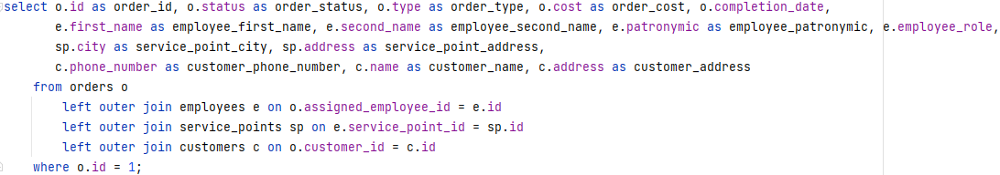 select o.id as order_id, o.status as order_status, o.type as order_type, o.cost as order_cost, o.completion_date,
e.first_name as employee_first_name, e.second_name as employee_second_name, e.patronymic as employee_patronymic, e.employee_role,
sp.city as service_point_city, sp.address as service_point_address,
c.phone_number as customer_phone_number, c.name as customer_name, c.address as customer_address
from orders o
left outer join employees e on o.assigned_employee_id = e.id
left outer join service_points sp on e.service_point_id = sp.id
left outer join customers c on o.customer_id = c.id
where o.id = 1;